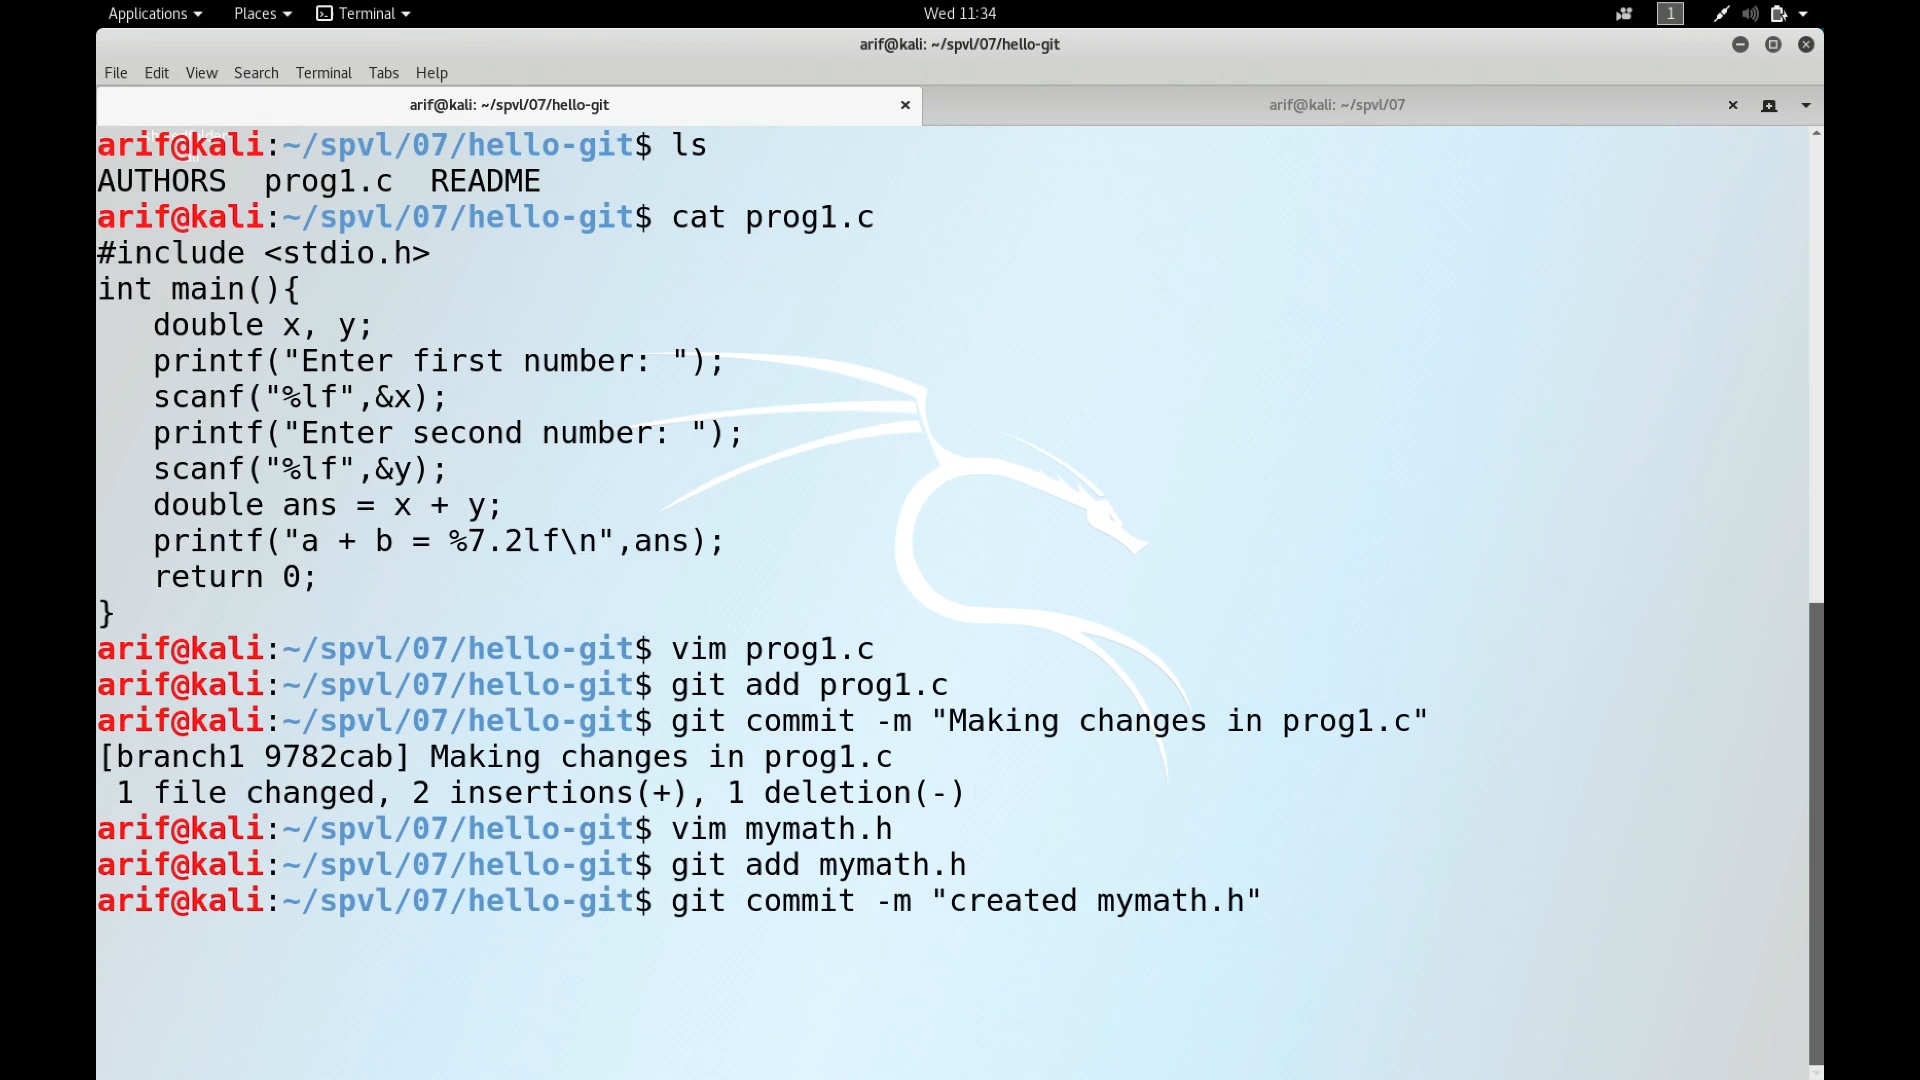 Applications Places Terminal Wed 11:34 1
arif@kali: ~/spvl/07/hello-git
File Edit View Search Terminal Tabs Help
arif@kali: ~/spvl/07/hello-git arif@kali: ~/spvl/07
arif@kali:~/spvl/07/hello-git$ ls
AUTHORS  prog1.c  README
arif@kali:~/spvl/07/hello-git$ cat prog1.c
#include <stdio.h>
int main(){
   double x, y;
   printf("Enter first number: ");
   scanf("%lf",&x);
   printf("Enter second number: ");
   scanf("%lf",&y);
   double ans = x + y;
   printf("a + b = %7.2lf\n",ans);
   return 0;
}
arif@kali:~/spvl/07/hello-git$ vim prog1.c
arif@kali:~/spvl/07/hello-git$ git add prog1.c
arif@kali:~/spvl/07/hello-git$ git commit -m "Making changes in prog1.c"
[branch1 9782cab] Making changes in prog1.c
 1 file changed, 2 insertions(+), 1 deletion(-)
arif@kali:~/spvl/07/hello-git$ vim mymath.h
arif@kali:~/spvl/07/hello-git$ git add mymath.h
arif@kali:~/spvl/07/hello-git$ git commit -m "created mymath.h"